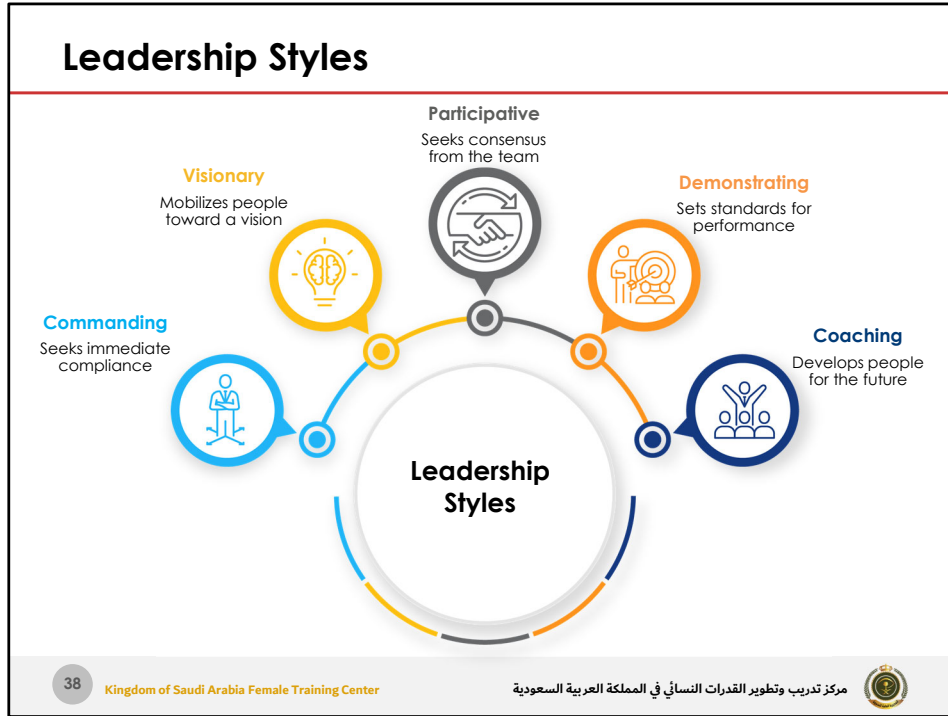 Leadership Styles
Participative
Seeks consensus
from the team
Visionary
Mobilizes people
toward a vision
Demonstrating
Sets standards for
performance
Commanding
Seeks immediate
compliance
Coaching
Develops people
for the future
Leadership
Styles
38
Kingdom of Saudi Arabia Female Training Center
مركز تدريب وتطوير القدرات النسائي في المملكة العربية السعودية